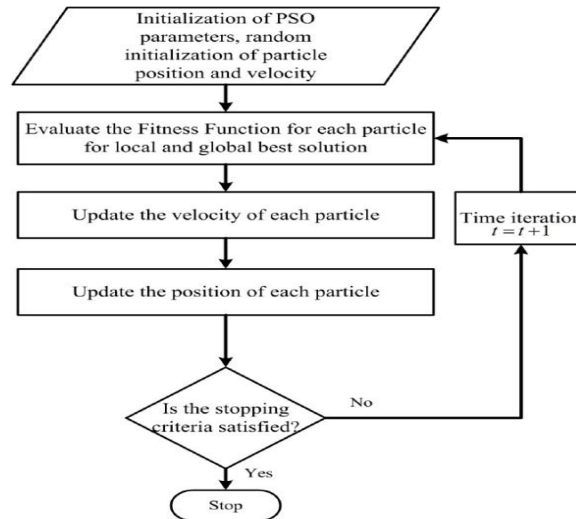 Initialization of PSO
parameters, random
initialization of particle
position and velocity
Evaluate the Fitness Function for each particle
for local and global best solution
Update the velocity of each particle
Time iteration
t = t +1
Update the position of each particle
Is the stopping
criteria satisfied?
No
Yes
Stop